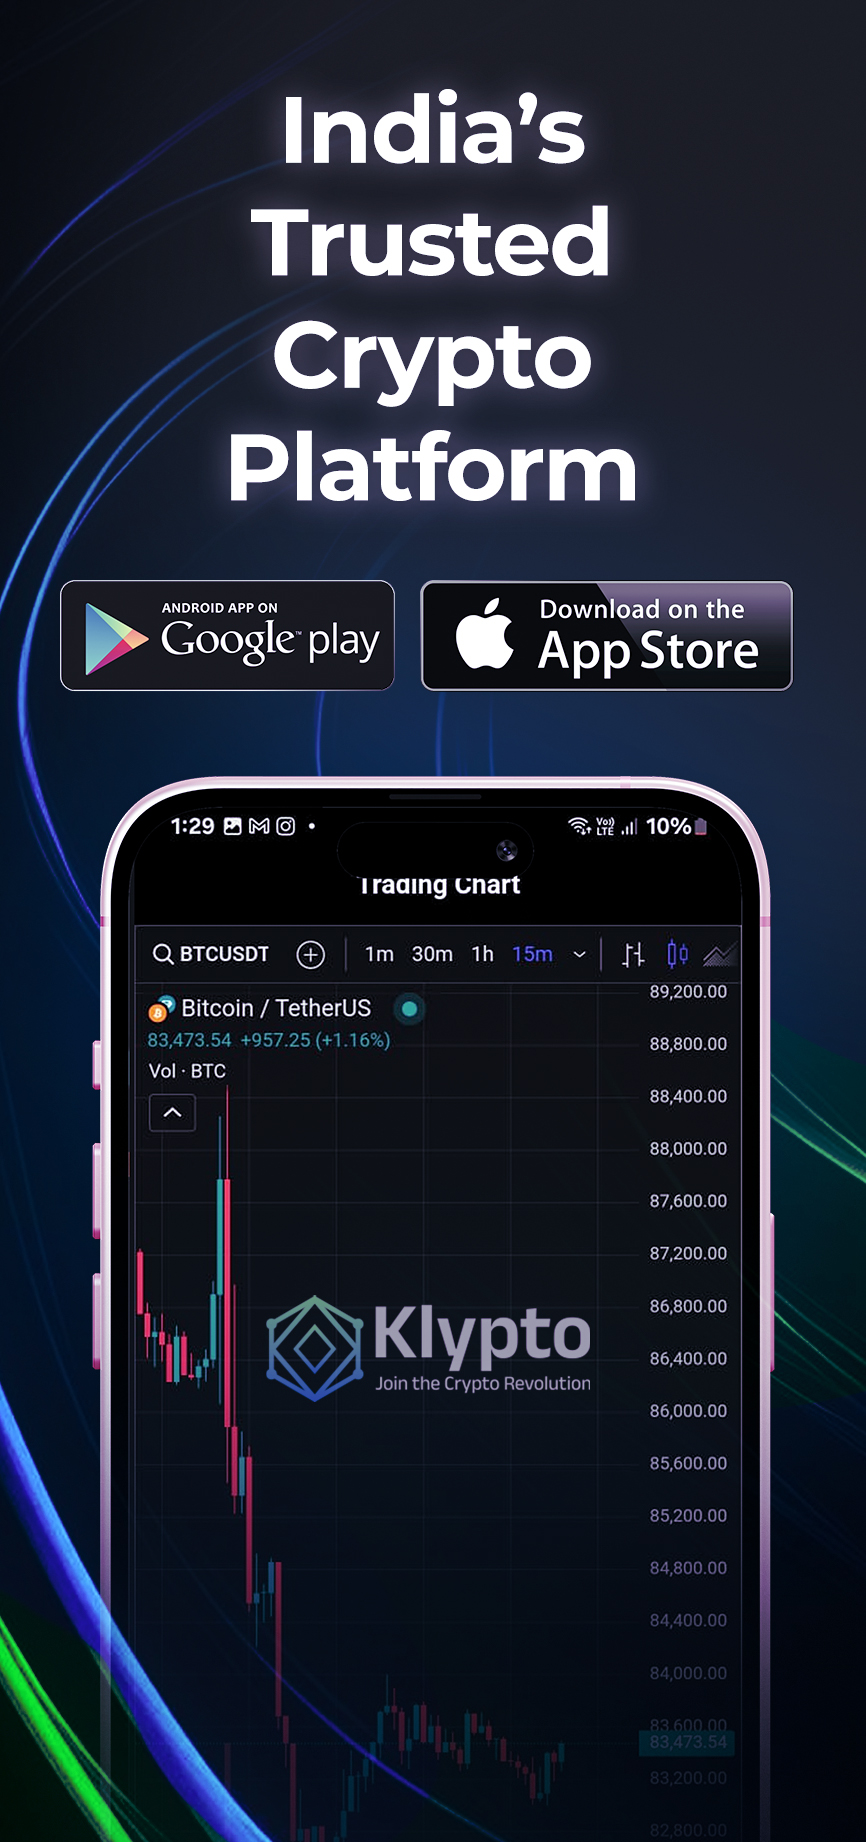 India’s
Trusted
Crypto
Platform
ANDROID APP ON
Google™ play
Download on the
App Store
1:29
Vo))
LTE
10%
Trading Chart
BTCUSDT
1m 30m 1h 15m
Bitcoin / TetherUS
83,473.54 +957.25 (+1.16%)
Vol · BTC
89,200.00
88,800.00
88,400.00
88,000.00
87,600.00
87,200.00
86,800.00
86,400.00
86,000.00
85,600.00
85,200.00
84,800.00
84,400.00
84,000.00
83,600.00
83,473.54
83,200.00
82,800.00
Klypto
Join the Crypto Revolution